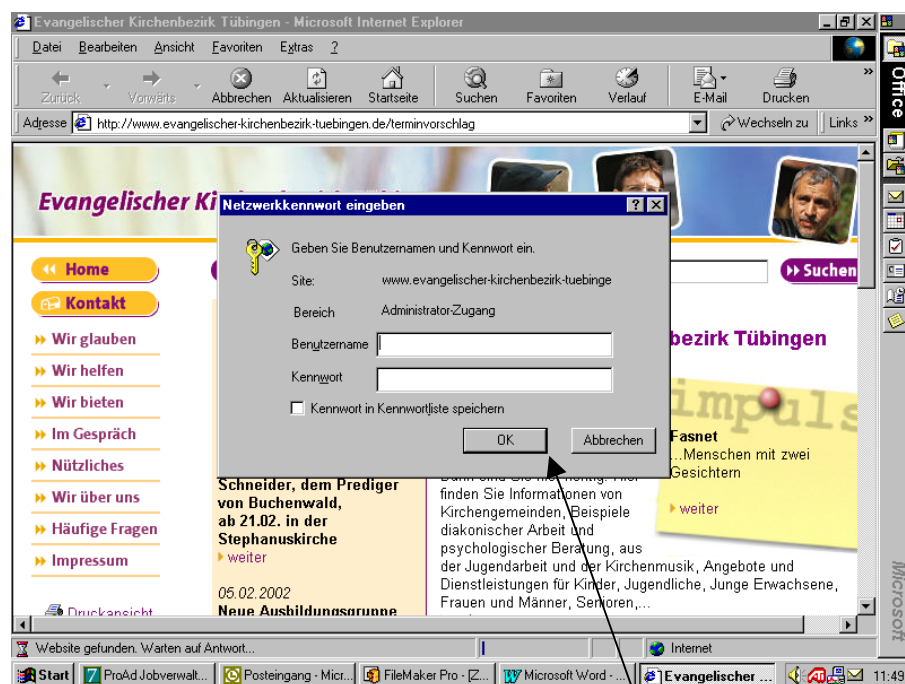 Evangelischer Kirchenbezirk Tübingen - Microsoft Internet Explorer
Datei Bearbeiten Ansicht Favoriten Extras ?
Zurück Vorwärts Abbrechen Aktualisieren Startseite Suchen Favoriten Verlauf E-Mail Drucken »
Adresse http://www.evangelischer-kirchenbezirk-tuebingen.de/terminvorschlag Wechseln zu Links »
Office
Evangelischer Ki
Netzwerkkennwort eingeben
Geben Sie Benutzernamen und Kennwort ein.
Site: www.evangelischer-kirchenbezirk-tuebinge
Bereich Administrator-Zugang
Benutzername
Kennwort
Kennwort in Kennwortliste speichern
OK Abbrechen
Home
Kontakt
Wir glauben
Wir helfen
Wir bieten
Im Gespräch
Nützliches
Wir über uns
Häufige Fragen
Impressum
Druckansicht
Suchen
bezirk Tübingen
Schneider, dem Prediger
von Buchenwald,
ab 21.02. in der
Stephanuskirche
weiter
05.02.2002
Neue Ausbildungsgruppe
finden Sie Informationen von
Kirchengemeinden, Beispiele
diakonischer Arbeit und
psychologischer Beratung, aus
der Jugendarbeit und der Kirchenmusik, Angebote und
Dienstleistungen für Kinder, Jugendliche, Junge Erwachsene,
Frauen und Männer, Senioren,...
impuls
Fasnet
...Menschen mit zwei
Gesichtern
weiter
Microsoft
Website gefunden. Warten auf Antwort... Internet
Start ProAd Jobverwalt... Posteingang - Micr... FileMaker Pro - [Z... Microsoft Word - ... Evangelischer ... 11:49